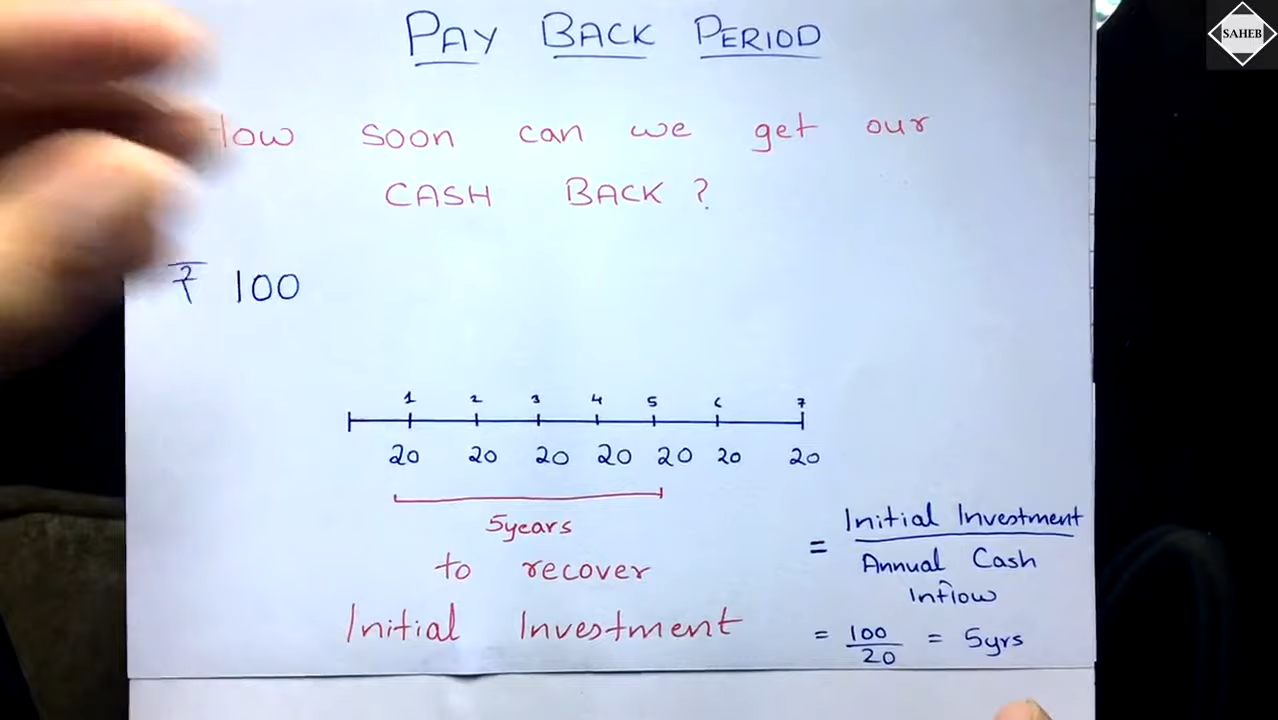 PAY BACK PERIOD
How soon can we get our
CASH BACK ?
₹ 100
1 2 3 4 5 6 7
20 20 20 20 20 20 20
5years
to recover
Initial Investment
= Initial Investment
Annual Cash
Inflow
= 100
20
= 5yrs
SAHEB